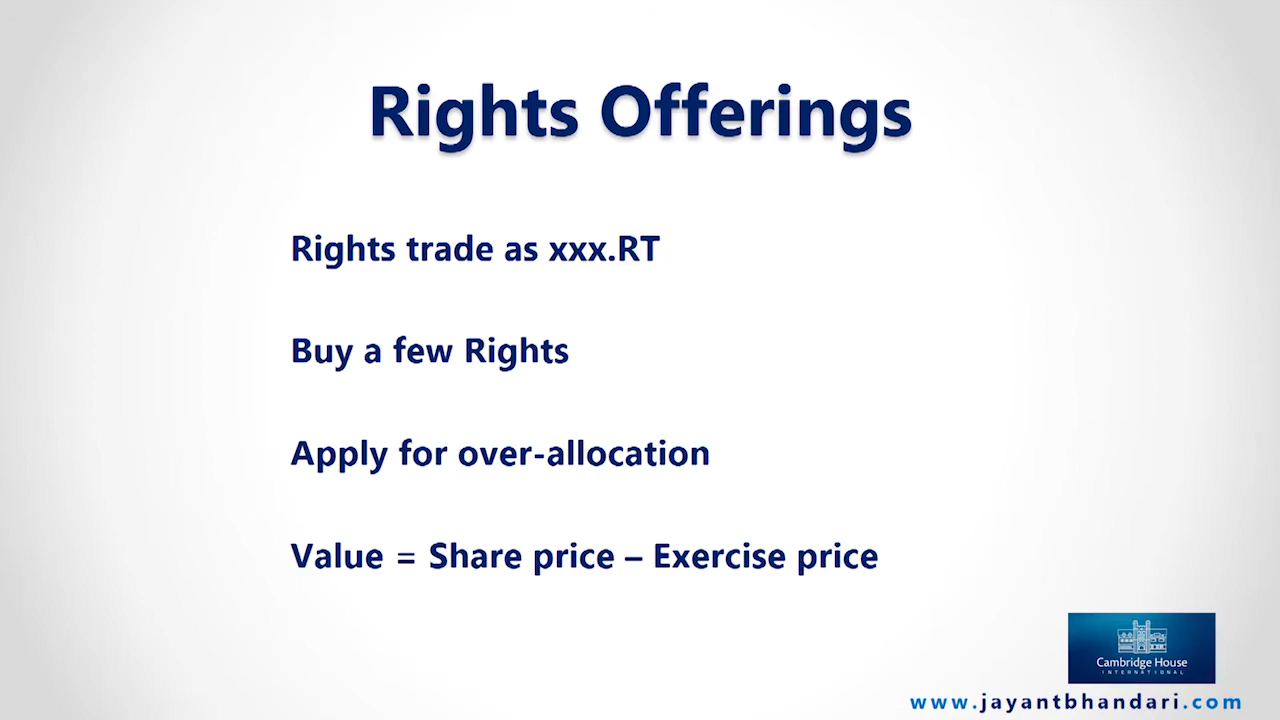 Rights Offerings
Rights trade as xxx.RT
Buy a few Rights
Apply for over-allocation
Value = Share price – Exercise price
Cambridge House
INTERNATIONAL
www.jayantbhandari.com